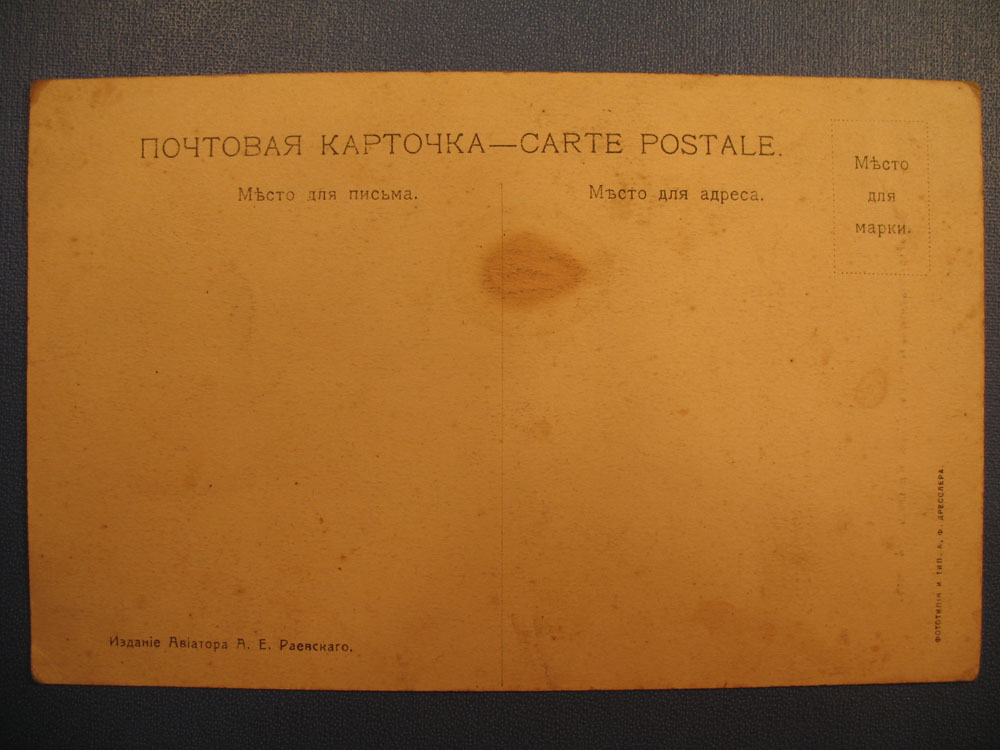 ПОЧТОВАЯ КАРТОЧКА—CARTE POSTALE.
Мѣсто для письма.
Мѣсто для адреса.
Мѣсто
для
марки.
Изданіе Авіатора А. Е. Раевскаго.
ФОТОТИПІЯ И ТИП. А. Ф. ДРЕССЛЕРА.